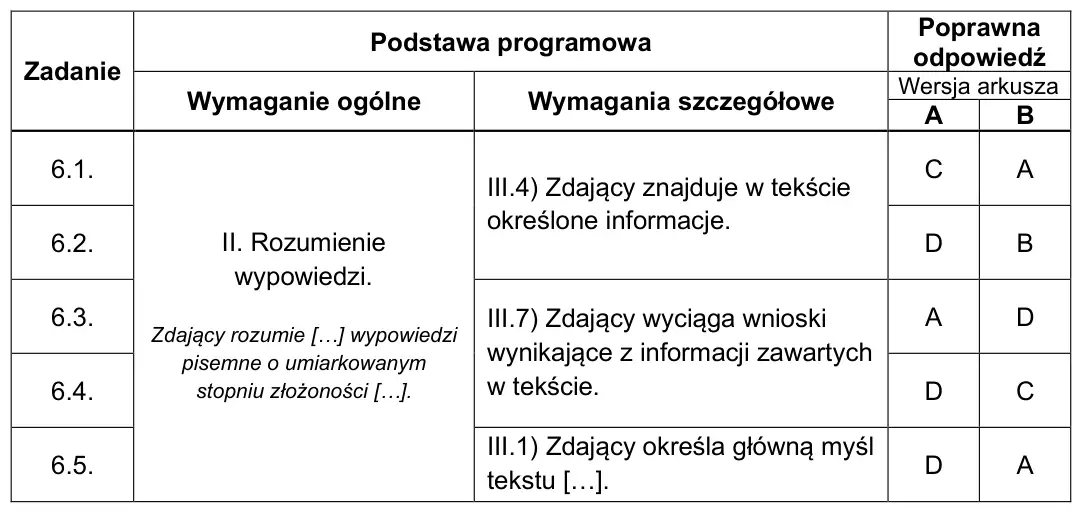 Zadanie
Podstawa programowa
Poprawna
odpowiedź
Wymaganie ogólne
Wymagania szczegółowe
Wersja arkusza
A
B
6.1.
II. Rozumienie
wypowiedzi.
Zdający rozumie […] wypowiedzi
pisemne o umiarkowanym
stopniu złożoności […].
III.4) Zdający znajduje w tekście
określone informacje.
C
A
6.2.
D
B
6.3.
III.7) Zdający wyciąga wnioski
wynikające z informacji zawartych
w tekście.
A
D
6.4.
D
C
6.5.
III.1) Zdający określa główną myśl
tekstu […].
D
A